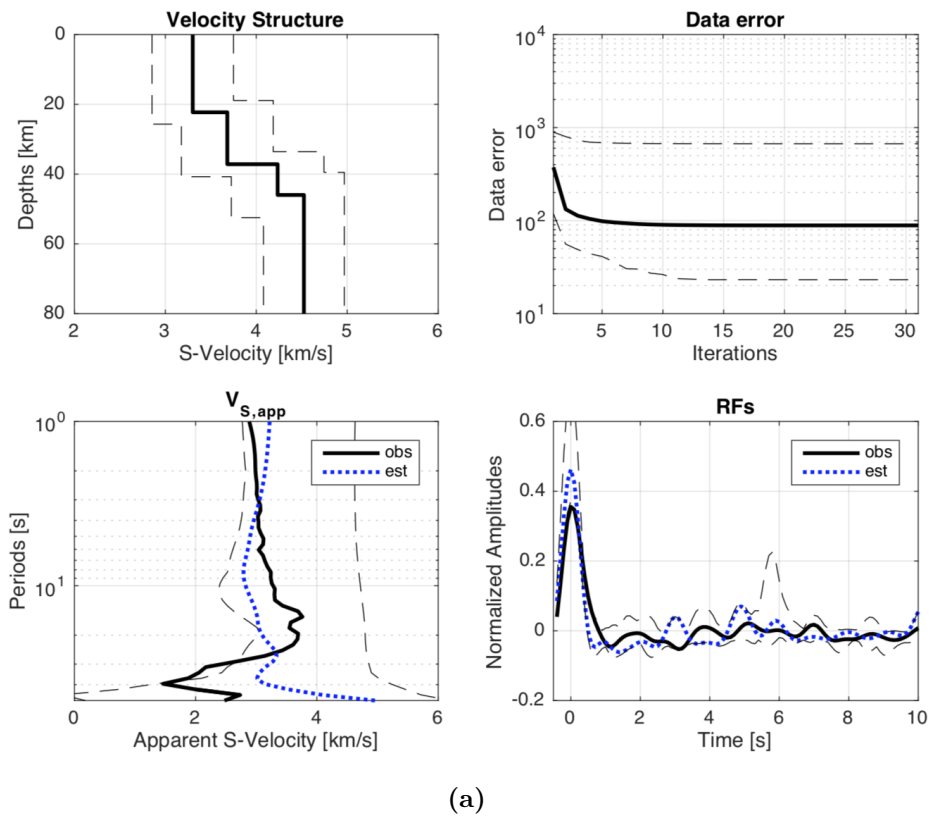 Velocity Structure
0
20
40
60
80
Depths [km]
2 3 4 5 6
S-Velocity [km/s]
Data error
10^4
10^3
10^2
10^1
Data error
5 10 15 20 25 30
Iterations
V_S,app
10^0
10^1
Periods [s]
obs
est
0 2 4 6
Apparent S-Velocity [km/s]
RFs
0.6
0.4
0.2
0
-0.2
Normalized Amplitudes
obs
est
0 2 4 6 8 10
Time [s]
(a)